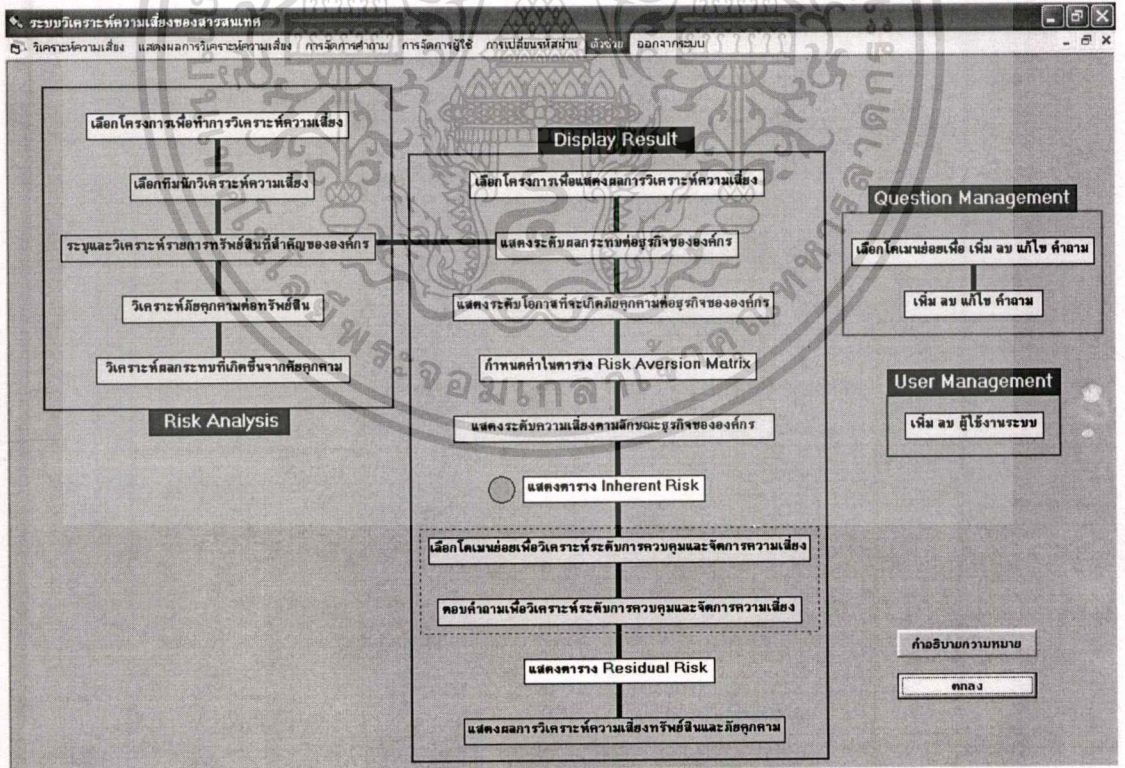 ระบบวิเคราะห์ความเสี่ยงของสารสนเทศ
วิเคราะห์ความเสี่ยง แสดงผลการวิเคราะห์ความเสี่ยง การจัดการคำถาม การจัดการผู้ใช้ การเปลี่ยนรหัสผ่าน ตัวช่วย ออกจากระบบ
เลือกโครงการเพื่อทำการวิเคราะห์ความเสี่ยง
เลือกทีมนักวิเคราะห์ความเสี่ยง
ระบุและวิเคราะห์รายการทรัพย์สินที่สำคัญขององค์กร
วิเคราะห์ภัยคุกคามต่อทรัพย์สิน
วิเคราะห์ผลกระทบที่เกิดขึ้นจากภัยคุกคาม
Risk Analysis
Display Result
เลือกโครงการเพื่อแสดงผลการวิเคราะห์ความเสี่ยง
แสดงระดับผลกระทบต่อธุรกิจขององค์กร
แสดงระดับโอกาสที่จะเกิดภัยคุกคามต่อธุรกิจขององค์กร
กำหนดค่าในตาราง Risk Aversion Matrix
แสดงระดับความเสี่ยงตามลักษณะธุรกิจขององค์กร
แสดงตาราง Inherent Risk
เลือกโดเมนย่อยเพื่อวิเคราะห์ระดับการควบคุมและจัดการความเสี่ยง
ตอบคำถามเพื่อวิเคราะห์ระดับการควบคุมและจัดการความเสี่ยง
แสดงตาราง Residual Risk
แสดงผลการวิเคราะห์ความเสี่ยงทรัพย์สินและภัยคุกคาม
Question Management
เลือกโดเมนย่อยเพื่อ เพิ่ม ลบ แก้ไข คำถาม
เพิ่ม ลบ แก้ไข คำถาม
User Management
เพิ่ม ลบ ผู้ใช้งานระบบ
คำอธิบายความหมาย
ตกลง